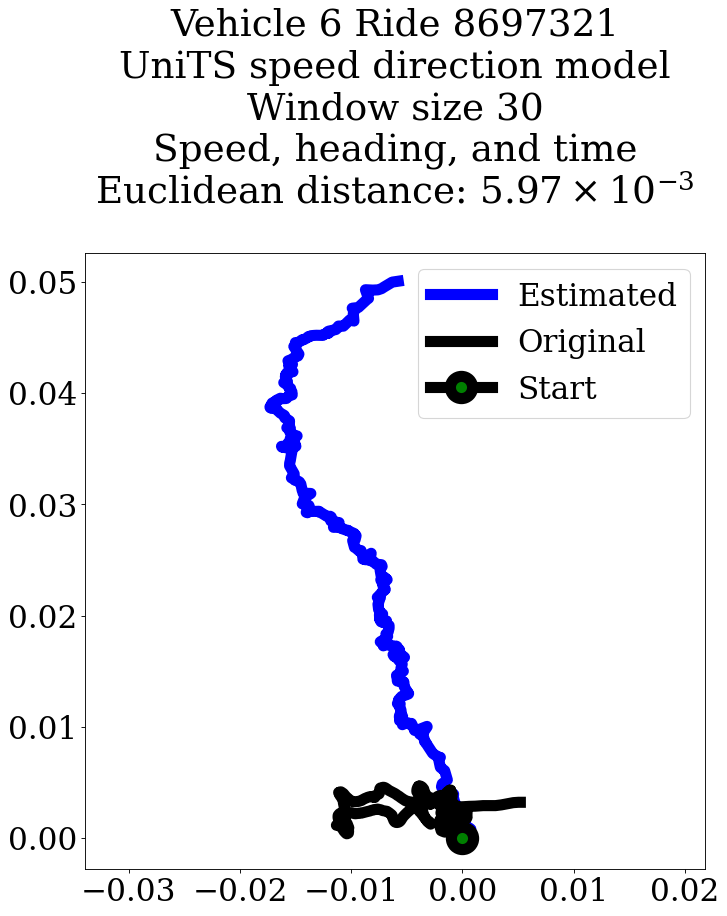 Vehicle 6 Ride 8697321
UniTS speed direction model
Window size 30
Speed, heading, and time
Euclidean distance: 5.97 × 10⁻³
Estimated
Original
Start
0.05
0.04
0.03
0.02
0.01
0.00
−0.03 −0.02 −0.01 0.00 0.01 0.02